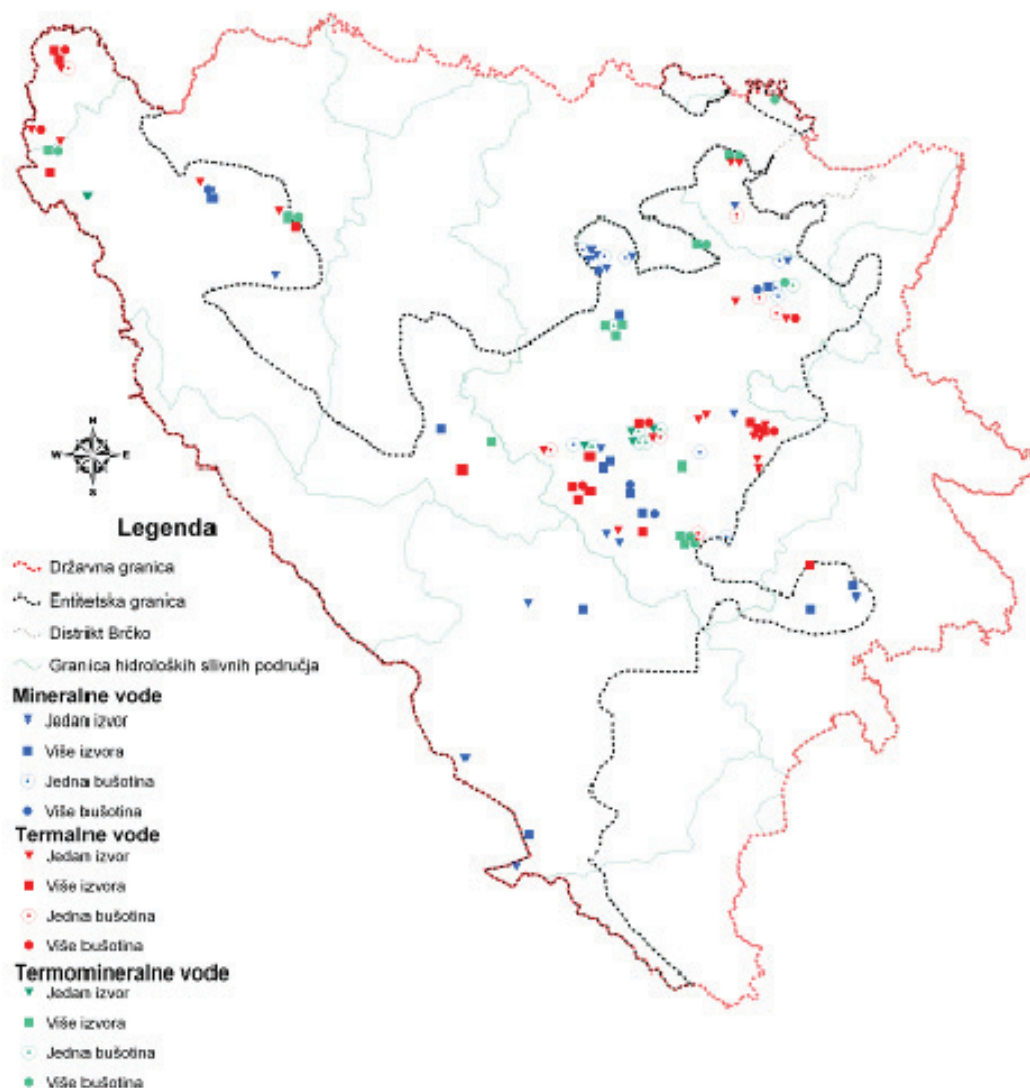 N
W E
S
Legenda
Državna granica
Entitetska granica
Distrikt Brčko
Granica hidroloških slivnih područja
Mineralne vode
Jedan izvor
Više izvora
Jedna bušotina
Više bušotina
Termalne vode
Jedan izvor
Više izvora
Jedna bušotina
Više bušotina
Termomineralne vode
Jedan izvor
Više izvora
Jedna bušotina
Više bušotina